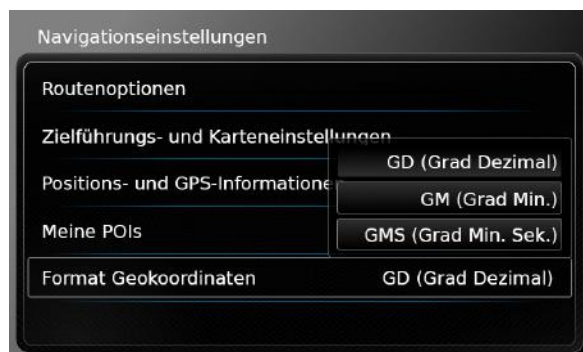 Navigationseinstellungen
Routenoptionen
Zielführungs- und Karteneinstellungen
GD (Grad Dezimal)
Positions- und GPS-Informatione
GM (Grad Min.)
Meine POIs
GMS (Grad Min. Sek.)
Format Geokoordinaten GD (Grad Dezimal)